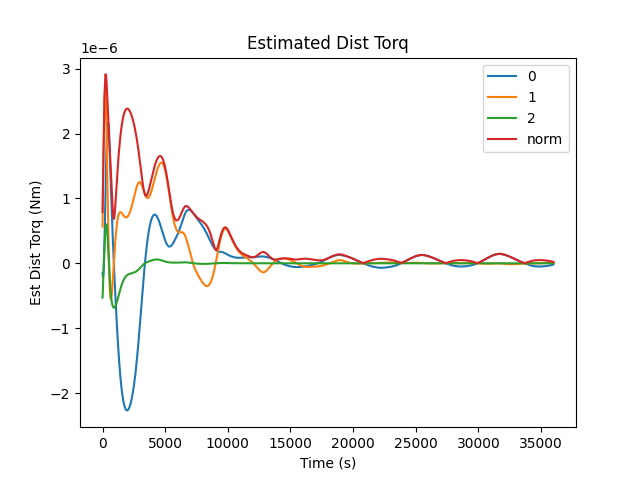 Estimated Dist Torq
1e−6
3
2
1
0
−1
−2
Est Dist Torq (Nm)
0
1
2
norm
0 5000 10000 15000 20000 25000 30000 35000
Time (s)